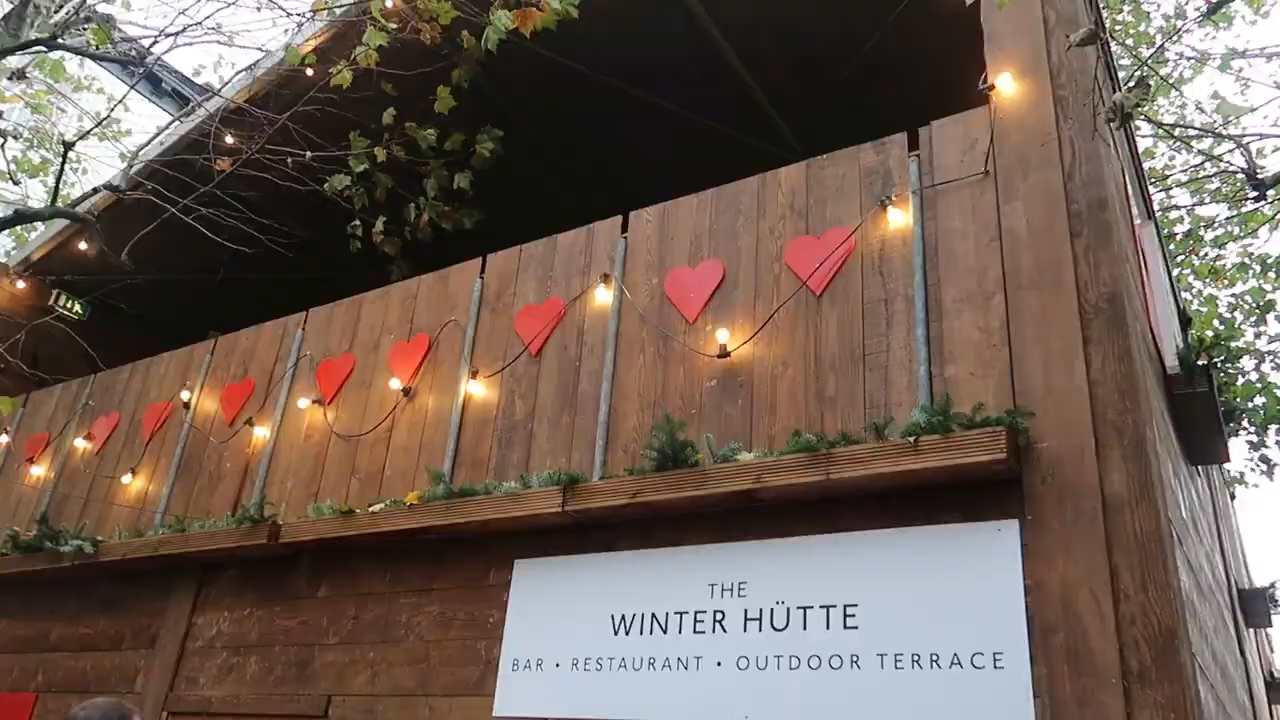 THE
WINTER HÜTTE
BAR • RESTAURANT • OUTDOOR TERRACE